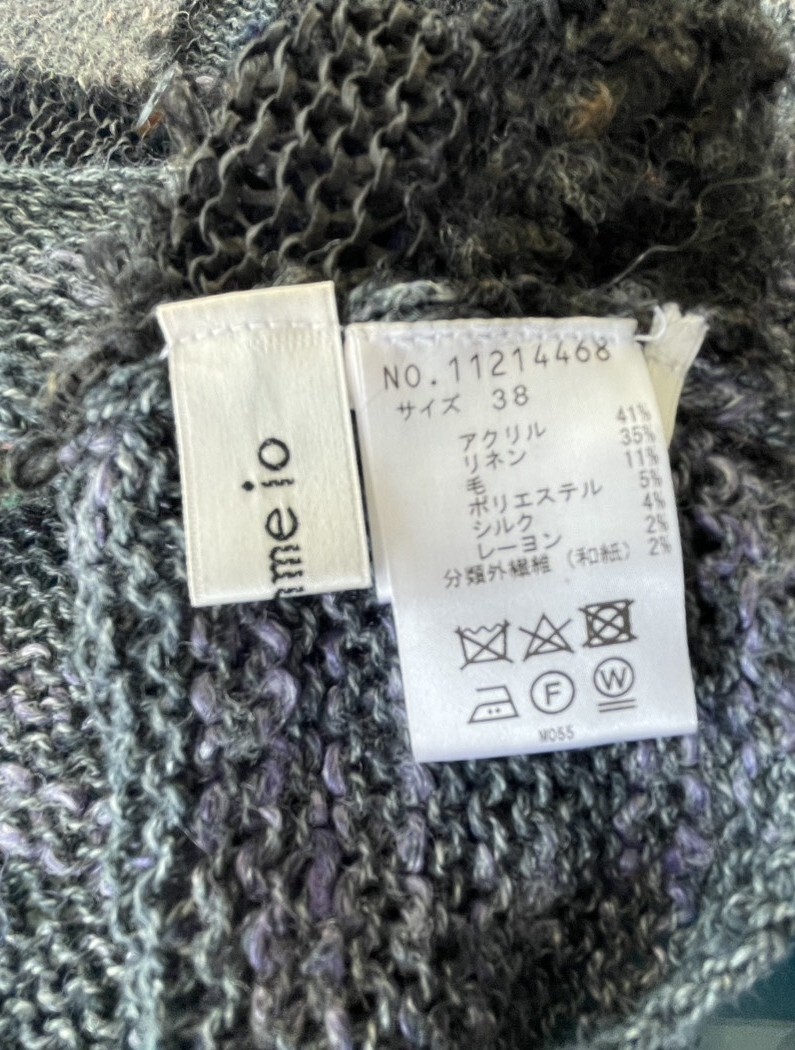 me io
NO.11214468
サイズ 38
アクリル 41%
リネン 35%
毛 11%
ポリエステル 5%
シルク 4%
レーヨン 2%
分類外繊維 (和紙) 2%
F
W
M055